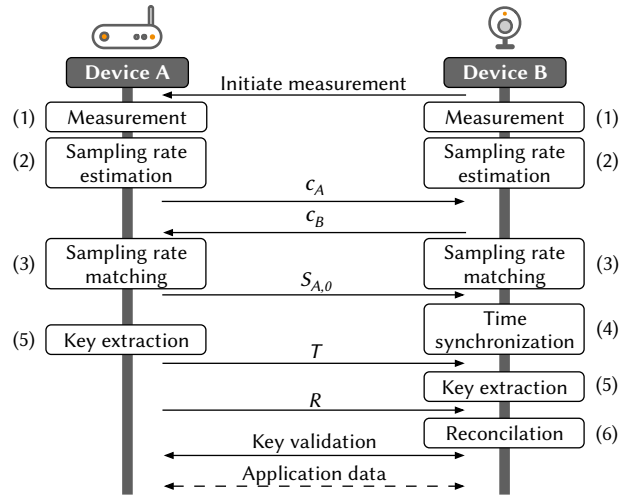 Device A
Device B
Initiate measurement
(1) Measurement
Measurement (1)
(2) Sampling rate
estimation
Sampling rate (2)
estimation
c_A
c_B
(3) Sampling rate
matching
Sampling rate (3)
matching
S_A,0
Time
synchronization (4)
(5) Key extraction
T
Key extraction (5)
R
Reconcilation (6)
Key validation
Application data